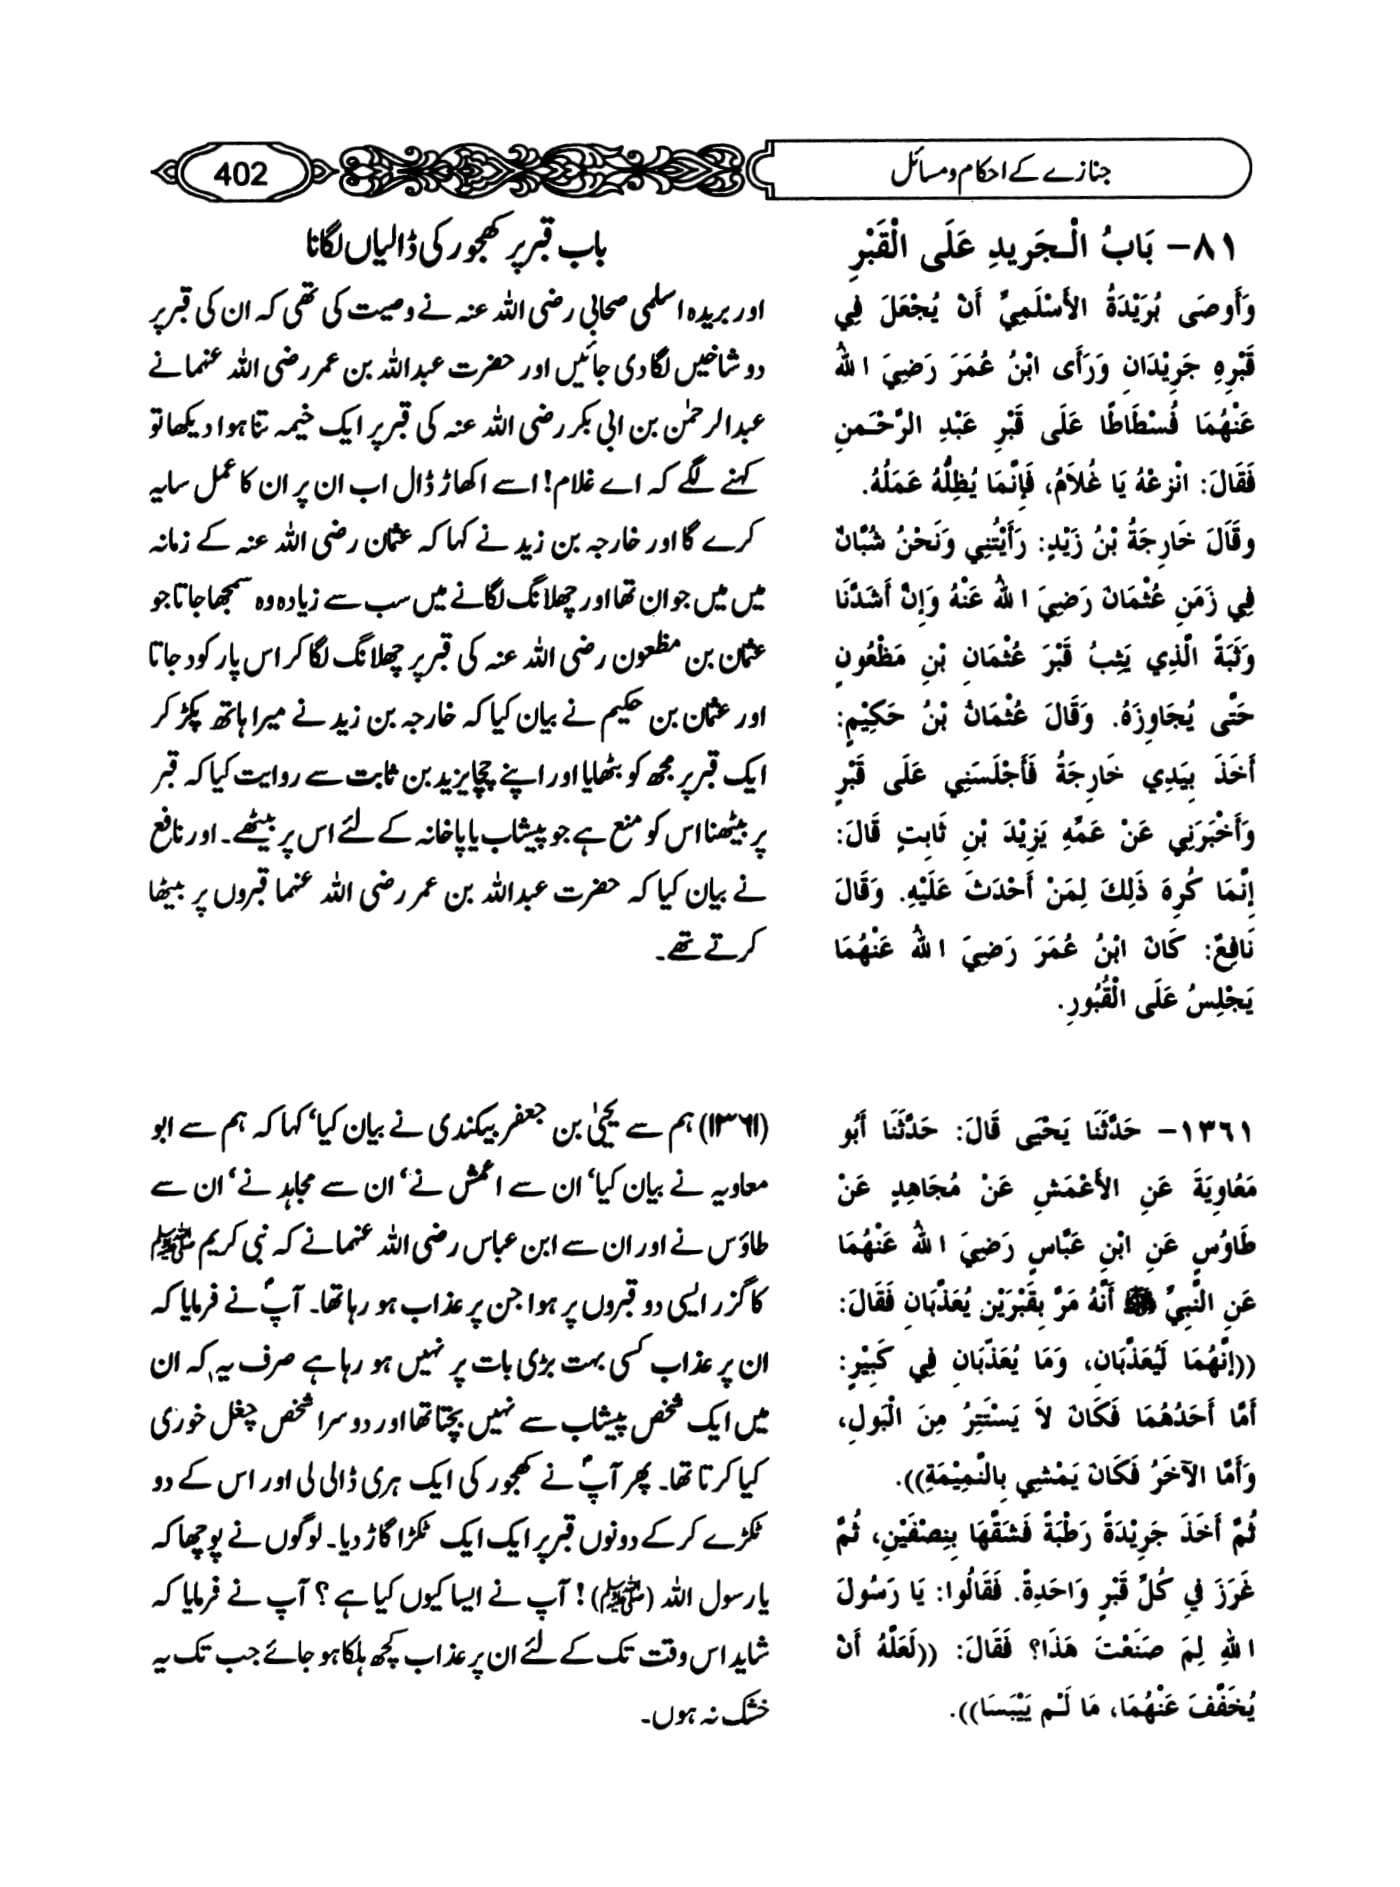 جنازے کے احکام و مسائل
402
٨١- بَابُ الْـجَرِيدِ عَلَى الْقَبْرِ
وَأَوصَى بُرَيْدَةُ الأَسْلَمِيُّ أَنْ يُجْعَلَ فِي
قَبْرِهِ جَرِيْدَانِ وَرَأَى ابْنُ عُمَرَ رَضِيَ اللهُ
عَنْهُمَا فُسْطَاطًا عَلَى قَبْرِ عَبْدِ الرَّحْـمنِ
فَقَالَ: انْزِعْهُ يَا غُلاَمُ، فَإِنَّمَا يُظِلُّهُ عَمَلُهُ.
وَقَالَ خَارِجَةُ بْنُ زَيْدٍ: رَأَيْتُنِي وَنَحْنُ شُبَّانٌ
فِي زَمَنِ عُثْمَانَ رَضِيَ اللهُ عَنْهُ وَإِنَّ أَشَدَّنَا
وَثْبَةً الَّذِي يَثِبُ قَبْرَ عُثْمَانَ بْنِ مَظْعُونٍ
حَتَّى يُجَاوِزَهُ. وَقَالَ عُثْمَانُ بْنُ حَكِيْمٍ:
أَخَذَ بِيَدِي خَارِجَةُ فَأَجْلَسَنِي عَلَى قَبْرٍ
وَأَخْبَرَنِي عَنْ عَمِّهِ يَزِيْدَ بْنِ ثَابِتٍ قَالَ:
إِنَّمَا كُرِهَ ذَلِكَ لِمَنْ أَحْدَثَ عَلَيْهِ. وَقَالَ
نَافِعٌ: كَانَ ابْنُ عُمَرَ رَضِيَ اللهُ عَنْهُمَا
يَجْلِسُ عَلَى الْقُبُورِ.
باب قبر پر کھجور کی ڈالیاں لگانا
اور بریدہ اسلمی صحابی رضی اللہ عنہ نے وصیت کی تھی کہ ان کی قبر پر
دو شاخیں لگا دی جائیں اور حضرت عبداللہ بن عمر رضی اللہ عنہما نے
عبدالرحمٰن بن ابی بکر رضی اللہ عنہ کی قبر پر ایک خیمہ تنا ہوا دیکھا تو
کہنے لگے کہ اے غلام! اسے اکھاڑ ڈال اب ان پر ان کا عمل سایہ
کرے گا اور خارجہ بن زید نے کہا کہ عثمان رضی اللہ عنہ کے زمانہ
میں میں جوان تھا اور چھلانگ لگانے میں سب سے زیادہ وہ سمجھا جاتا جو
عثمان بن مظعون رضی اللہ عنہ کی قبر پر چھلانگ لگا کر اس پار کود جاتا
اور عثمان بن حکیم نے بیان کیا کہ خارجہ بن زید نے میرا ہاتھ پکڑ کر
ایک قبر پر مجھ کو بٹھایا اور اپنے چچا یزید بن ثابت سے روایت کیا کہ قبر
پر بیٹھنا اس کو منع ہے جو پیشاب یا پاخانہ کے لئے اس پر بیٹھے۔ اور نافع
نے بیان کیا کہ حضرت عبداللہ بن عمر رضی اللہ عنہما قبروں پر بیٹھا
کرتے تھے۔
١٣٦١- حَدَّثَنَا يَحْيَى قَالَ: حَدَّثَنَا أَبُو
مَعَاوِيَةَ عَنِ الأَعْمَشِ عَنْ مُجَاهِدٍ عَنْ
طَاوُسٍ عَنِ ابْنِ عَبَّاسٍ رَضِيَ اللهُ عَنْهُمَا
عَنِ النَّبِيِّ ﷺ أَنَّهُ مَرَّ بِقَبْرَيْنِ يُعَذَّبَانِ فَقَالَ:
((إِنَّهُمَا لَيُعَذَّبَانِ، وَمَا يُعَذَّبَانِ فِي كَبِيْرٍ:
أَمَّا أَحَدُهُمَا فَكَانَ لاَ يَسْتَتِرُ مِنَ الْبَولِ،
وَأَمَّا الآخَرُ فَكَانَ يَمْشِي بِالنَّمِيْمَةِ)).
ثُمَّ أَخَذَ جَرِيْدَةً رَطْبَةً فَشَقَّهَا بِنِصْفَيْنِ، ثُمَّ
غَرَزَ فِي كُلِّ قَبْرٍ وَاحِدَةً. فَقَالُوا: يَا رَسُولَ
اللهِ لِمَ صَنَعْتَ هَذَا؟ فَقَالَ: ((لَعَلَّهُ أَنْ
يُخَفَّفَ عَنْهُمَا، مَا لَـْم يَيْبَسَا)).
(۱۳۶۱) ہم سے یحییٰ بن جعفر بیکندی نے بیان کیا‘ کہا کہ ہم سے ابو
معاویہ نے بیان کیا‘ ان سے اعمش نے‘ ان سے مجاہد نے‘ ان سے
طاؤس نے اور ان سے ابن عباس رضی اللہ عنہما نے کہ نبی کریم ﷺ
کا گزر ایسی دو قبروں پر ہوا جن پر عذاب ہو رہا تھا۔ آپؐ نے فرمایا کہ
ان پر عذاب کسی بہت بڑی بات پر نہیں ہو رہا ہے صرف یہ کہ ان
میں ایک شخص پیشاب سے نہیں بچتا تھا اور دوسرا شخص چغل خوری
کیا کرتا تھا۔ پھر آپؐ نے کھجور کی ایک ہری ڈالی لی اور اس کے دو
ٹکڑے کر کے دونوں قبر پر ایک ایک ٹکڑا گاڑ دیا۔ لوگوں نے پوچھا کہ
یا رسول اللہ (ﷺ)! آپ نے ایسا کیوں کیا ہے؟ آپ نے فرمایا کہ
شاید اس وقت تک کے لئے ان پر عذاب کچھ ہلکا ہو جائے جب تک یہ
خشک نہ ہوں۔